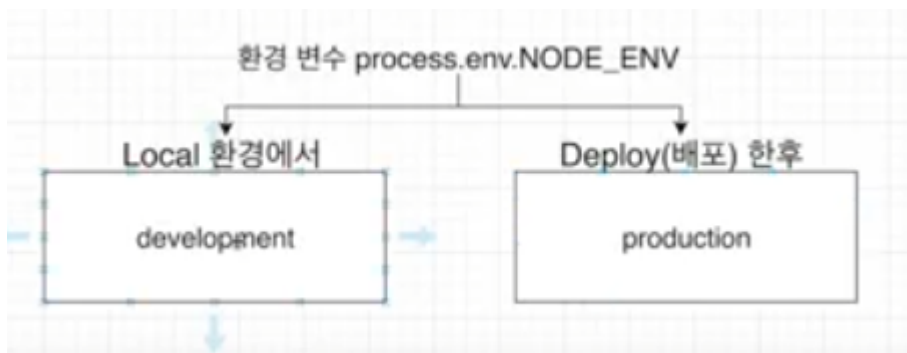 환경 변수 process.env.NODE_ENV
Local 환경에서
Deploy(배포) 한후
development
production